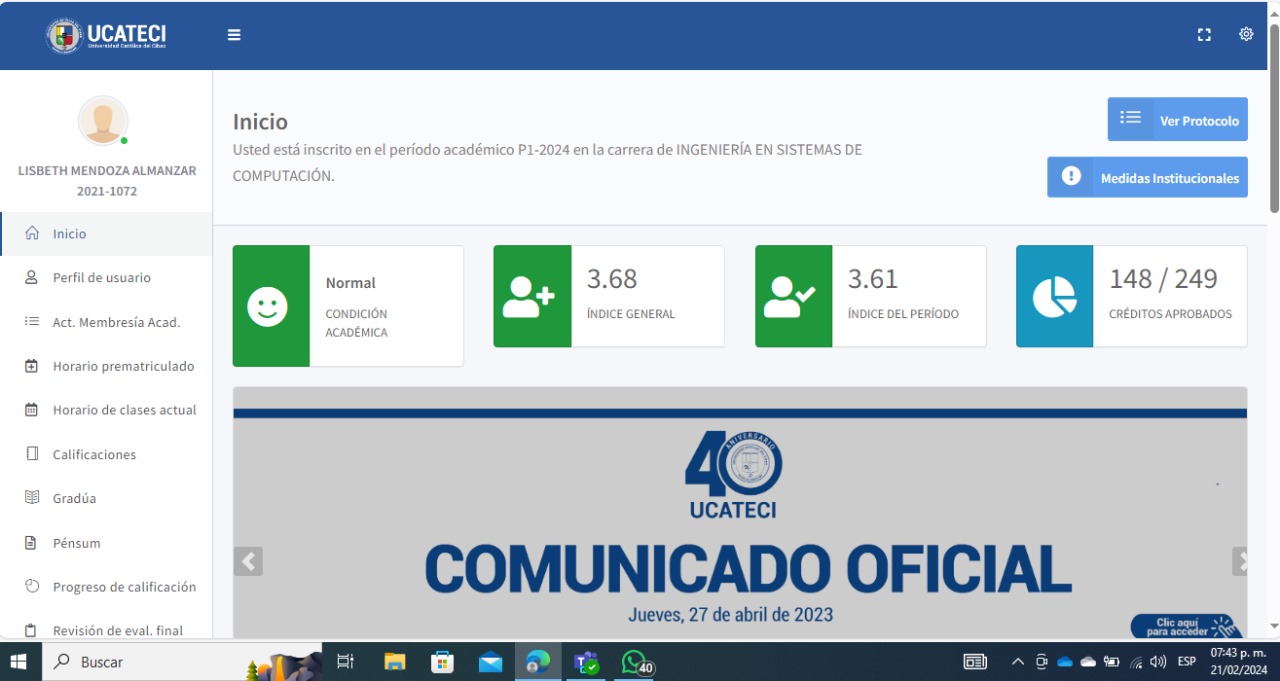 UCATECI
Universidad Católica del Cibao
LISBETH MENDOZA ALMANZAR
2021-1072
Inicio
Perfil de usuario
Act. Membresía Acad.
Horario prematriculado
Horario de clases actual
Calificaciones
Gradúa
Pénsum
Progreso de calificación
Revisión de eval. final
Inicio
Usted está inscrito en el período académico P1-2024 en la carrera de INGENIERÍA EN SISTEMAS DE
COMPUTACIÓN.
Ver Protocolo
Medidas Institucionales
Normal
CONDICIÓN
ACADÉMICA
3.68
ÍNDICE GENERAL
3.61
ÍNDICE DEL PERÍODO
148 / 249
CRÉDITOS APROBADOS
40
ANIVERSARIO
UCATECI
COMUNICADO OFICIAL
Jueves, 27 de abril de 2023
Clic aquí
para acceder
Buscar
40
ESP
07:43 p. m.
21/02/2024